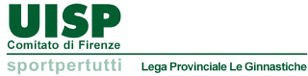 UISP
Comitato di Firenze
sportpertutti
Lega Provinciale Le Ginnastiche